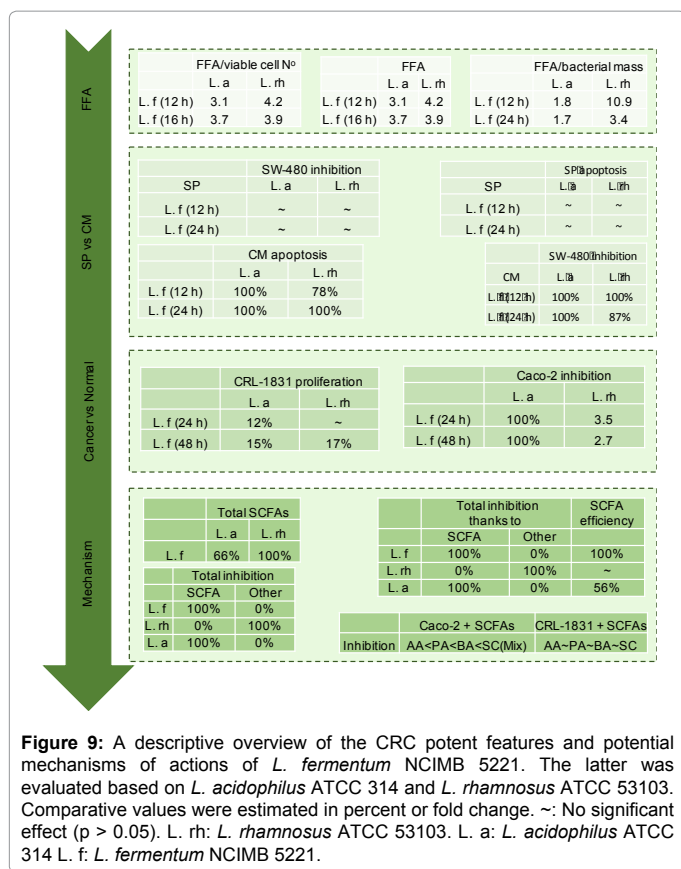 FFA
FFA/viable cell Nº
L. a L. rh
L. f (12 h) 3.1 4.2
L. f (16 h) 3.7 3.9
FFA
L. a L. rh
L. f (12 h) 3.1 4.2
L. f (16 h) 3.7 3.9
FFA/bacterial mass
L. a L. rh
L. f (12 h) 1.8 10.9
L. f (24 h) 1.7 3.4
SP vs CM
SW-480 inhibition
SP L. a L. rh
L. f (12 h) ~ ~
L. f (24 h) ~ ~
SP apoptosis
SP L. a L. rh
L. f (12 h) ~ ~
L. f (24 h) ~ ~
CM apoptosis
L. a L. rh
L. f (12 h) 100% 78%
L. f (24 h) 100% 100%
SW-480 inhibition
CM L. a L. rh
L. f (12 h) 100% 100%
L. f (24 h) 100% 87%
Cancer vs Normal
CRL-1831 proliferation
L. a L. rh
L. f (24 h) 12% ~
L. f (48 h) 15% 17%
Caco-2 inhibition
L. a L. rh
L. f (24 h) 100% 3.5
L. f (48 h) 100% 2.7
Mechanism
Total SCFAs
L. a L. rh
L. f 66% 100%
Total inhibition
SCFA Other
L. f 100% 0%
L. rh 0% 100%
L. a 100% 0%
Total inhibition SCFA
thanks to efficiency
SCFA Other
L. f 100% 0% 100%
L. rh 0% 100% ~
L. a 100% 0% 56%
Caco-2 + SCFAs CRL-1831 + SCFAs
Inhibition AA<PA<BA<SC(Mix) AA~PA~BA~SC
Figure 9: A descriptive overview of the CRC potent features and potential
mechanisms of actions of L. fermentum NCIMB 5221. The latter was
evaluated based on L. acidophilus ATCC 314 and L. rhamnosus ATCC 53103.
Comparative values were estimated in percent or fold change. ~: No significant
effect (p > 0.05). L. rh: L. rhamnosus ATCC 53103. L. a: L. acidophilus ATCC
314 L. f: L. fermentum NCIMB 5221.